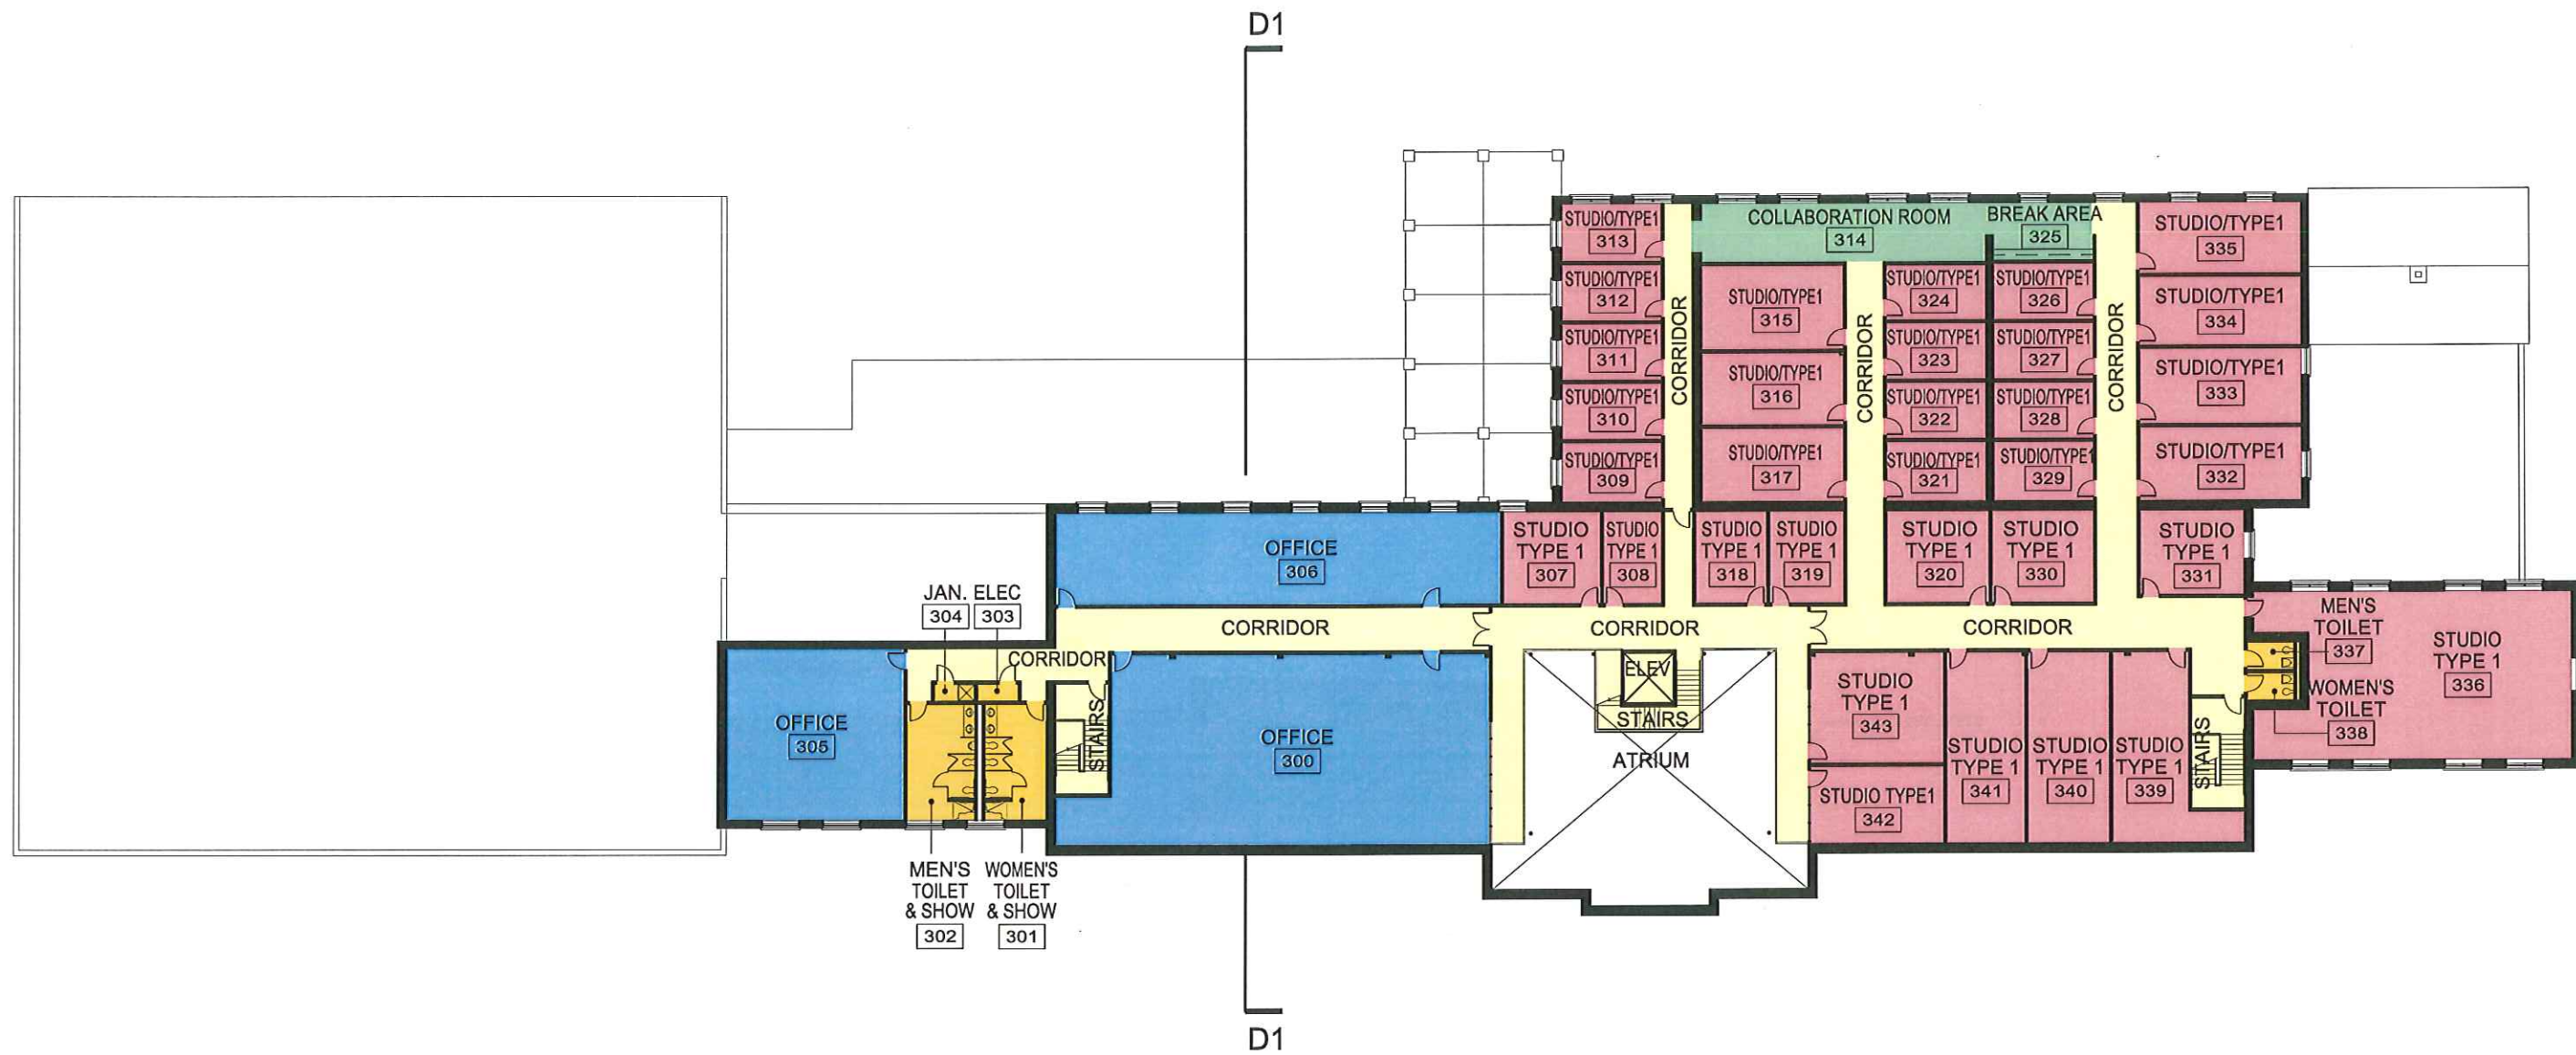 D1
STUDIO/TYPE1
313
COLLABORATION ROOM
314
BREAK AREA
325
STUDIO/TYPE1
335
STUDIO/TYPE1
312
STUDIO/TYPE1
315
STUDIO/TYPE1
324
STUDIO/TYPE1
326
STUDIO/TYPE1
334
CORRIDOR
CORRIDOR
CORRIDOR
STUDIO/TYPE1
311
STUDIO/TYPE1
316
STUDIO/TYPE1
323
STUDIO/TYPE1
327
STUDIO/TYPE1
333
STUDIO/TYPE1
310
STUDIO/TYPE1
322
STUDIO/TYPE1
328
STUDIO/TYPE1
309
STUDIO/TYPE1
317
STUDIO/TYPE1
321
STUDIO/TYPE1
329
STUDIO/TYPE1
332
OFFICE
306
STUDIO
TYPE 1
307
STUDIO
TYPE 1
308
STUDIO
TYPE 1
318
STUDIO
TYPE 1
319
STUDIO
TYPE 1
320
STUDIO
TYPE 1
330
STUDIO
TYPE 1
331
JAN.
304
ELEC
303
CORRIDOR
CORRIDOR
CORRIDOR
CORRIDOR
MEN'S
TOILET
337
STUDIO
TYPE 1
336
WOMEN'S
TOILET
338
OFFICE
305
STAIRS
OFFICE
300
ELEV
STAIRS
ATRIUM
STUDIO
TYPE 1
343
STUDIO TYPE1
342
STUDIO
TYPE 1
341
STUDIO
TYPE 1
340
STUDIO
TYPE 1
339
STAIRS
MEN'S
TOILET
& SHOW
302
WOMEN'S
TOILET
& SHOW
301
D1